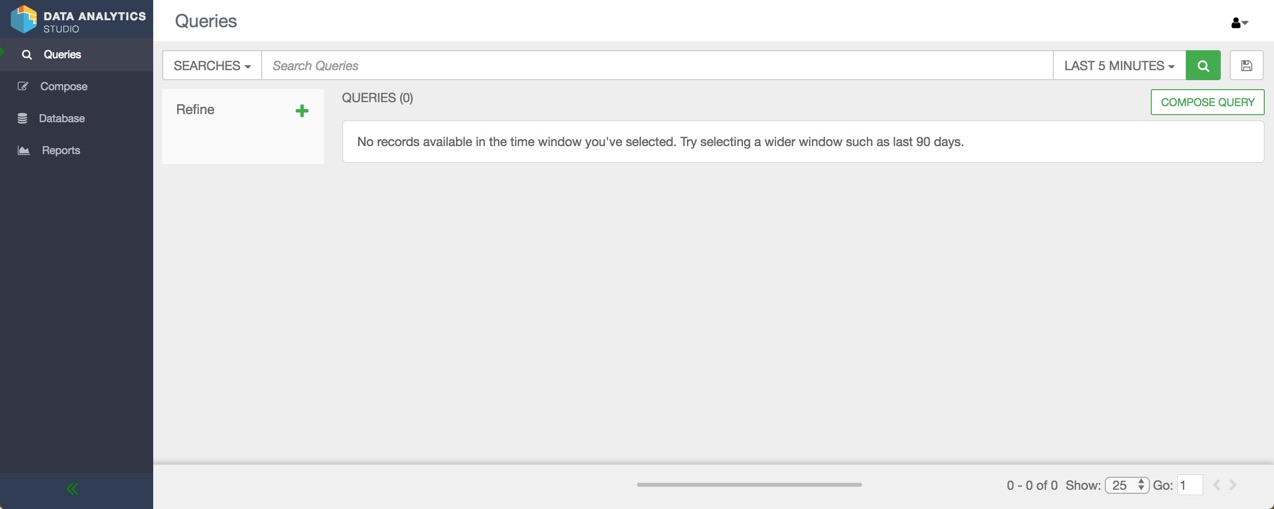 DATA ANALYTICS
STUDIO
Queries
Compose
Database
Reports
Queries
SEARCHES
Search Queries
LAST 5 MINUTES
Refine
QUERIES (0)
COMPOSE QUERY
No records available in the time window you've selected. Try selecting a wider window such as last 90 days.
0 - 0 of 0 Show: 25 Go: 1